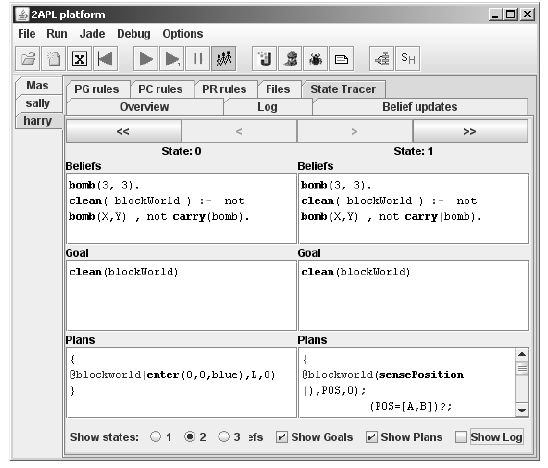 2APL platform
File Run Jade Debug Options
SH
Mas
sally
harry
PG rules PC rules PR rules Files State Tracer
Overview Log Belief updates
<< < > >>
State: 0 State: 1
Beliefs Beliefs
bomb(3, 3).
clean( blockWorld ) :- not
bomb(X,Y) , not carry(bomb).
bomb(3, 3).
clean( blockWorld ) :- not
bomb(X,Y) , not carry|bomb).
Goal Goal
clean(blockWorld)
clean(blockWorld)
Plans Plans
{
@blockworld|enter(0,0,blue),L,0)
}
{
@blockworld(sensePosition
|),POS,0);
(POS=[A,B])?;
Show states: 1 2 3 efs Show Goals Show Plans Show Log